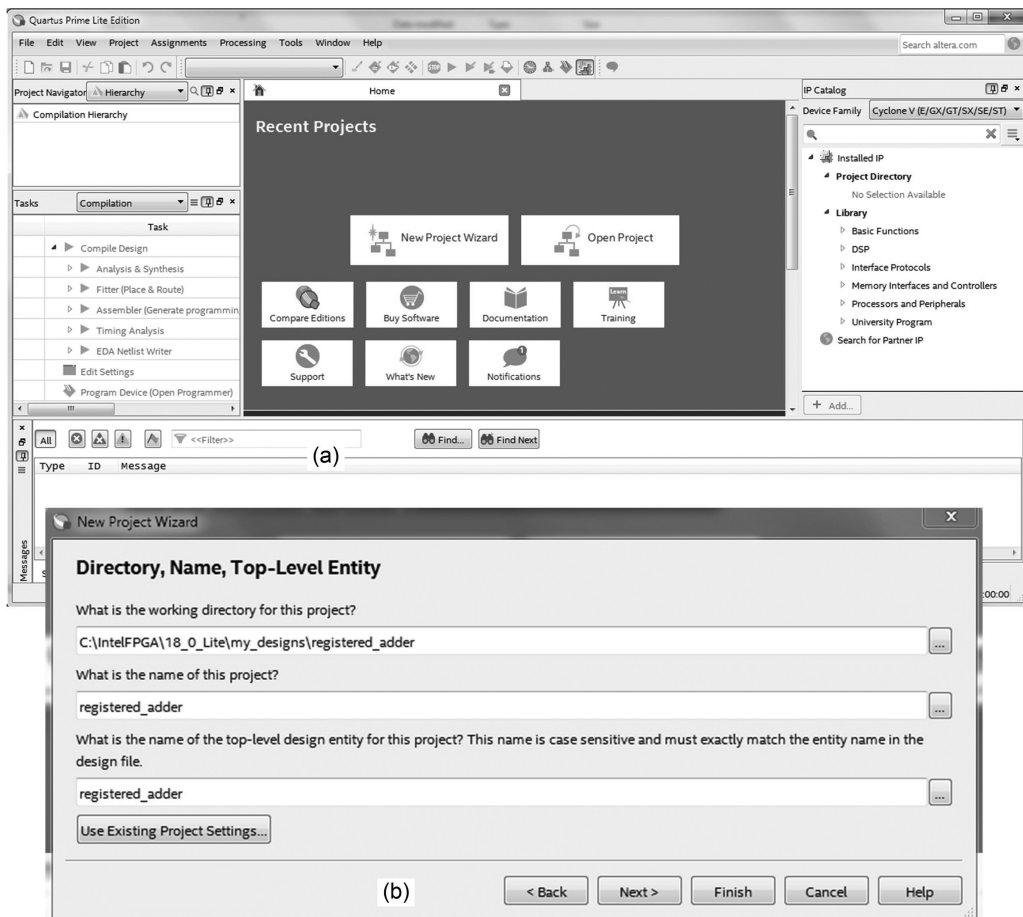 Quartus Prime Lite Edition
File Edit View Project Assignments Processing Tools Window Help
Search altera.com
Project Navigator Hierarchy
Compilation Hierarchy
Tasks Compilation
Task
Compile Design
Analysis & Synthesis
Fitter (Place & Route)
Assembler (Generate programmin
Timing Analysis
EDA Netlist Writer
Edit Settings
Program Device (Open Programmer)
Home
Recent Projects
New Project Wizard
Open Project
Compare Editions
Buy Software
Documentation
Learn
Training
Support
What's New
1
Notifications
IP Catalog
Device Family Cyclone V (E/GX/GT/SX/SE/ST)
Installed IP
Project Directory
No Selection Available
Library
Basic Functions
DSP
Interface Protocols
Memory Interfaces and Controllers
Processors and Peripherals
University Program
Search for Partner IP
+ Add...
All
<<Filter>>
Find...
Find Next
(a)
Type ID Message
Messages
:00:00
New Project Wizard
Directory, Name, Top-Level Entity
What is the working directory for this project?
C:\IntelFPGA\18_0_Lite\my_designs\registered_adder
...
What is the name of this project?
registered_adder
...
What is the name of the top-level design entity for this project? This name is case sensitive and must exactly match the entity name in the
design file.
registered_adder
...
Use Existing Project Settings...
(b)
< Back Next > Finish Cancel Help